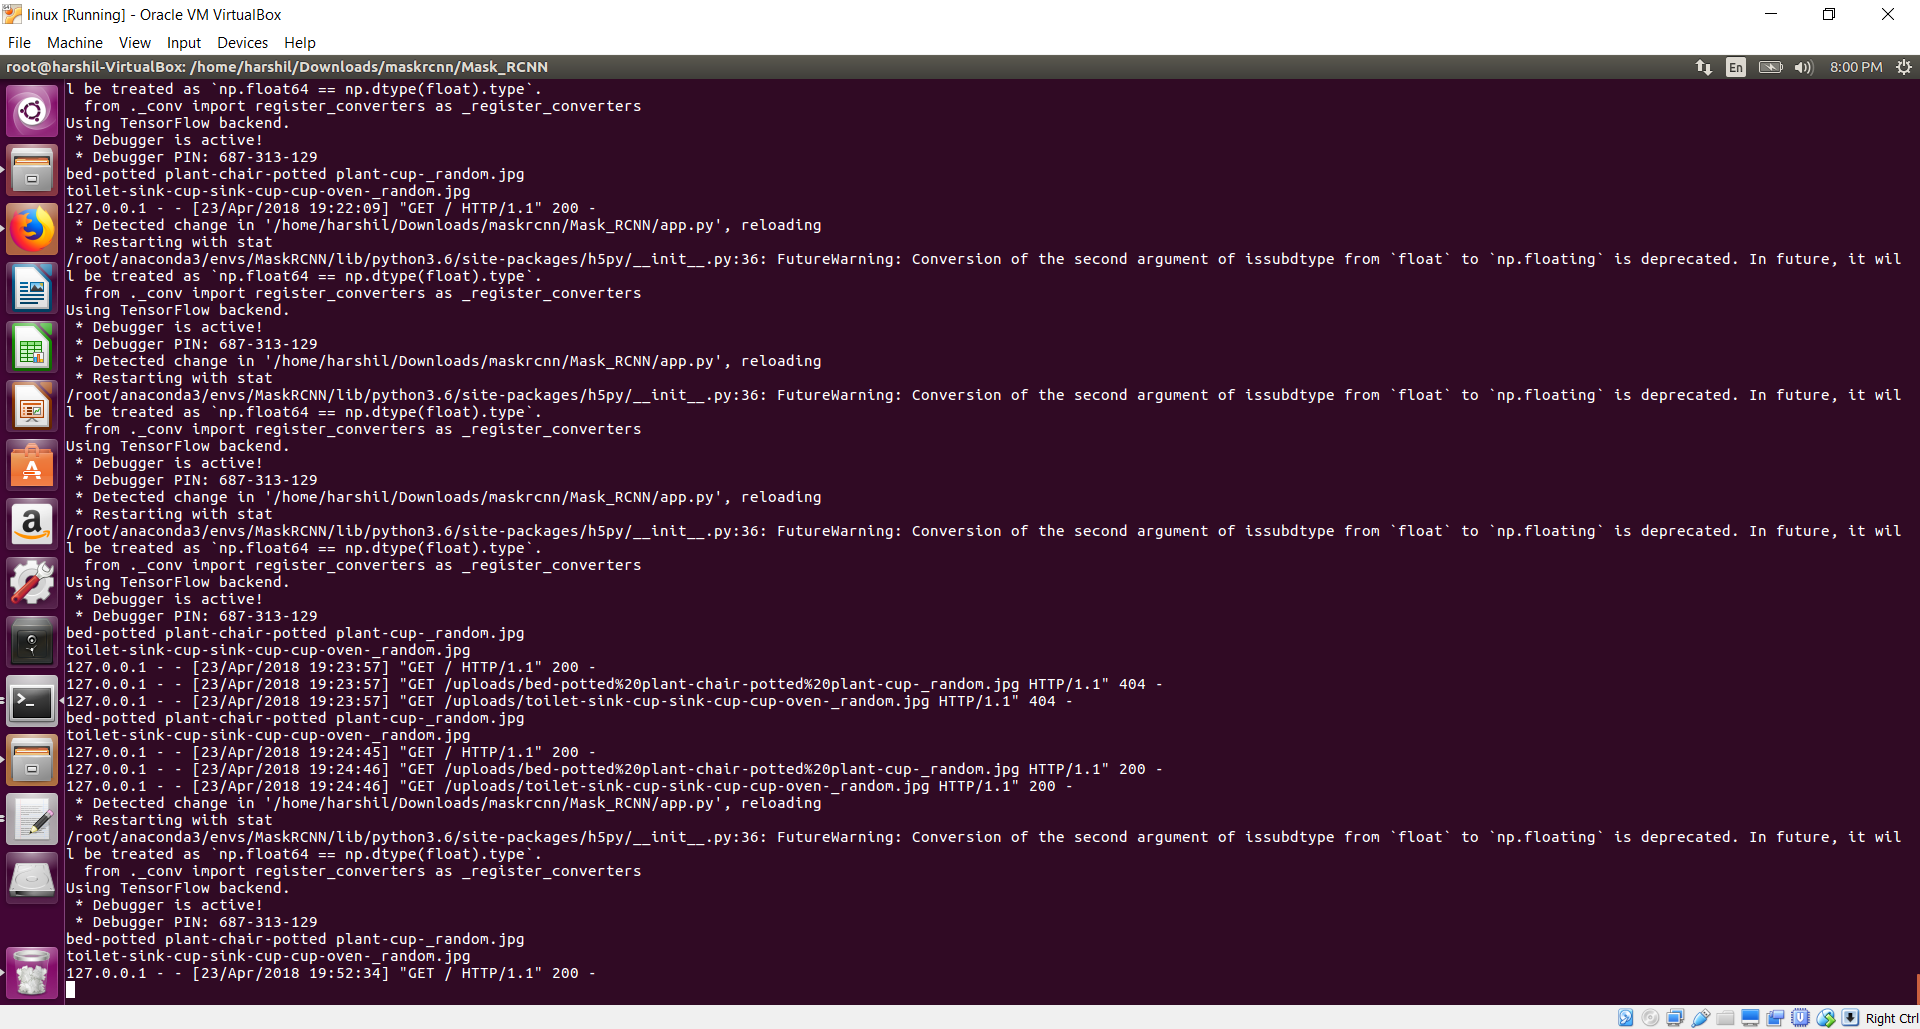 linux [Running] - Oracle VM VirtualBox
File Machine View Input Devices Help
root@harshil-VirtualBox: /home/harshil/Downloads/maskrcnn/Mask_RCNN En 8:00 PM
l be treated as `np.float64 == np.dtype(float).type`.
from ._conv import register_converters as _register_converters
Using TensorFlow backend.
* Debugger is active!
* Debugger PIN: 687-313-129
bed-potted plant-chair-potted plant-cup-_random.jpg
toilet-sink-cup-sink-cup-cup-oven-_random.jpg
127.0.0.1 - - [23/Apr/2018 19:22:09] "GET / HTTP/1.1" 200 -
* Detected change in '/home/harshil/Downloads/maskrcnn/Mask_RCNN/app.py', reloading
* Restarting with stat
/root/anaconda3/envs/MaskRCNN/lib/python3.6/site-packages/h5py/__init__.py:36: FutureWarning: Conversion of the second argument of issubdtype from `float` to `np.floating` is deprecated. In future, it wil
l be treated as `np.float64 == np.dtype(float).type`.
from ._conv import register_converters as _register_converters
Using TensorFlow backend.
* Debugger is active!
* Debugger PIN: 687-313-129
* Detected change in '/home/harshil/Downloads/maskrcnn/Mask_RCNN/app.py', reloading
* Restarting with stat
/root/anaconda3/envs/MaskRCNN/lib/python3.6/site-packages/h5py/__init__.py:36: FutureWarning: Conversion of the second argument of issubdtype from `float` to `np.floating` is deprecated. In future, it wil
l be treated as `np.float64 == np.dtype(float).type`.
from ._conv import register_converters as _register_converters
Using TensorFlow backend.
* Debugger is active!
* Debugger PIN: 687-313-129
* Detected change in '/home/harshil/Downloads/maskrcnn/Mask_RCNN/app.py', reloading
* Restarting with stat
/root/anaconda3/envs/MaskRCNN/lib/python3.6/site-packages/h5py/__init__.py:36: FutureWarning: Conversion of the second argument of issubdtype from `float` to `np.floating` is deprecated. In future, it wil
l be treated as `np.float64 == np.dtype(float).type`.
from ._conv import register_converters as _register_converters
Using TensorFlow backend.
* Debugger is active!
* Debugger PIN: 687-313-129
bed-potted plant-chair-potted plant-cup-_random.jpg
toilet-sink-cup-sink-cup-cup-oven-_random.jpg
127.0.0.1 - - [23/Apr/2018 19:23:57] "GET / HTTP/1.1" 200 -
127.0.0.1 - - [23/Apr/2018 19:23:57] "GET /uploads/bed-potted%20plant-chair-potted%20plant-cup-_random.jpg HTTP/1.1" 404 -
127.0.0.1 - - [23/Apr/2018 19:23:57] "GET /uploads/toilet-sink-cup-sink-cup-cup-oven-_random.jpg HTTP/1.1" 404 -
bed-potted plant-chair-potted plant-cup-_random.jpg
toilet-sink-cup-sink-cup-cup-oven-_random.jpg
127.0.0.1 - - [23/Apr/2018 19:24:45] "GET / HTTP/1.1" 200 -
127.0.0.1 - - [23/Apr/2018 19:24:46] "GET /uploads/bed-potted%20plant-chair-potted%20plant-cup-_random.jpg HTTP/1.1" 200 -
127.0.0.1 - - [23/Apr/2018 19:24:46] "GET /uploads/toilet-sink-cup-sink-cup-cup-oven-_random.jpg HTTP/1.1" 200 -
* Detected change in '/home/harshil/Downloads/maskrcnn/Mask_RCNN/app.py', reloading
* Restarting with stat
/root/anaconda3/envs/MaskRCNN/lib/python3.6/site-packages/h5py/__init__.py:36: FutureWarning: Conversion of the second argument of issubdtype from `float` to `np.floating` is deprecated. In future, it wil
l be treated as `np.float64 == np.dtype(float).type`.
from ._conv import register_converters as _register_converters
Using TensorFlow backend.
* Debugger is active!
* Debugger PIN: 687-313-129
bed-potted plant-chair-potted plant-cup-_random.jpg
toilet-sink-cup-sink-cup-cup-oven-_random.jpg
127.0.0.1 - - [23/Apr/2018 19:52:34] "GET / HTTP/1.1" 200 -
Right Ctrl